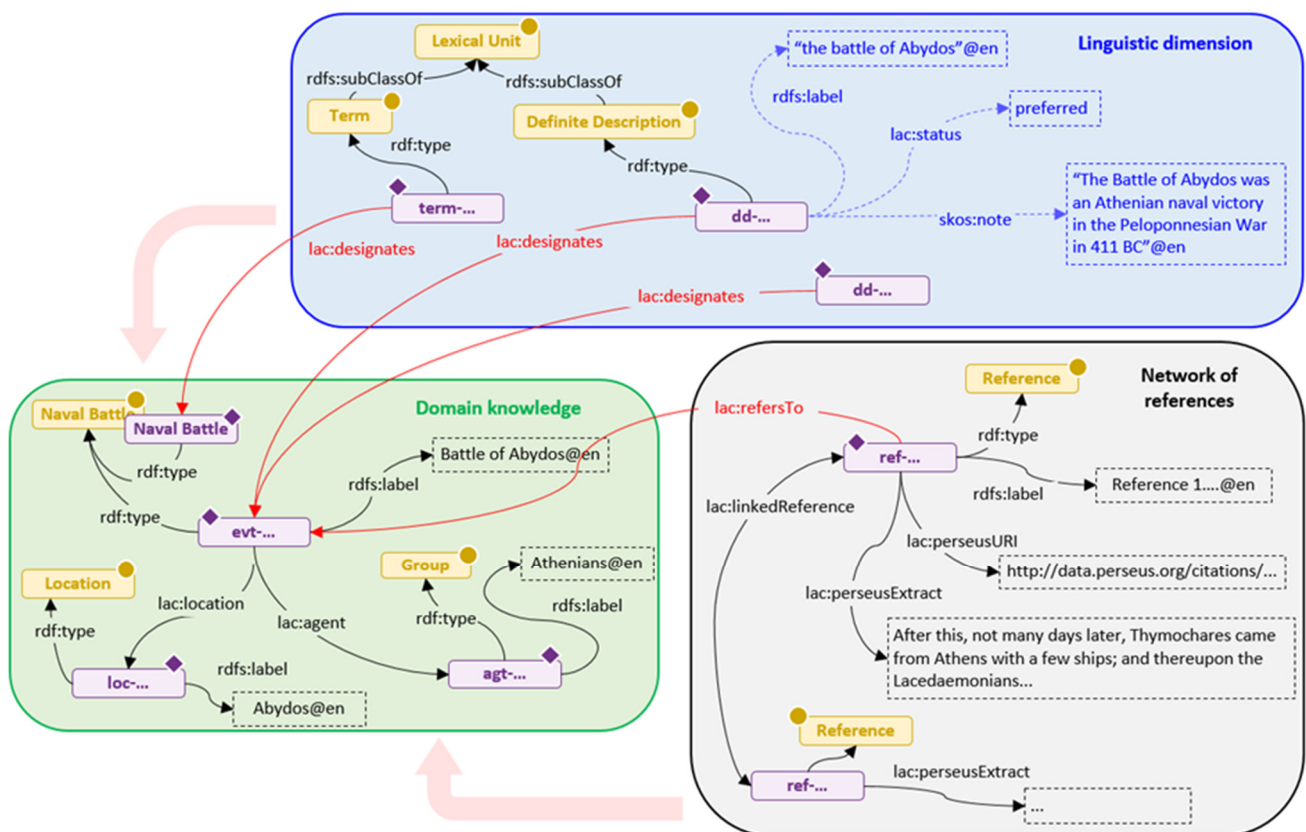 Linguistic dimension
Lexical Unit
“the battle of Abydos”@en
rdfs:subClassOf
rdfs:subClassOf
rdfs:label
Term
Definite Description
preferred
lac:status
rdf:type
rdf:type
“The Battle of Abydos was
an Athenian naval victory
in the Peloponnesian War
in 411 BC”@en
term-...
dd-...
skos:note
lac:designates
lac:designates
lac:designates
dd-...
Domain knowledge
Naval Battle
Naval Battle
rdf:type
Battle of Abydos@en
rdfs:label
rdf:type
evt-...
Location
Group
Athenians@en
lac:location
rdfs:label
rdf:type
lac:agent
rdf:type
rdfs:label
loc-...
agt-...
Abydos@en
Network of
references
Reference
lac:refersTo
rdf:type
ref-...
Reference 1....@en
rdfs:label
lac:linkedReference
lac:perseusURI
http://data.perseus.org/citations/...
lac:perseusExtract
After this, not many days later, Thymochares came
from Athens with a few ships; and thereupon the
Lacedaemonians...
Reference
lac:perseusExtract
ref-...
...